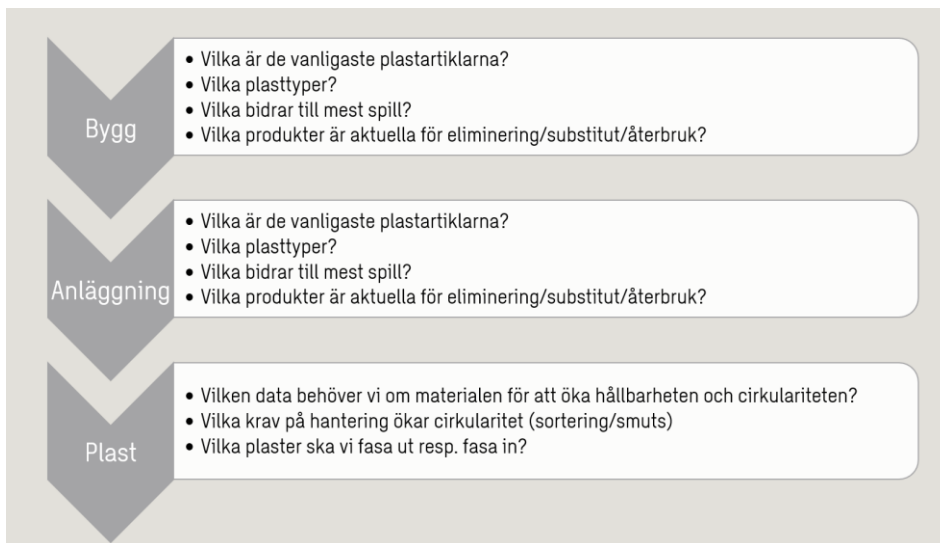 Bygg
• Vilka är de vanligaste plastartiklarna?
• Vilka plasttyper?
• Vilka bidrar till mest spill?
• Vilka produkter är aktuella för eliminering/substitut/återbruk?
Anläggning
• Vilka är de vanligaste plastartiklarna?
• Vilka plasttyper?
• Vilka bidrar till mest spill?
• Vilka produkter är aktuella för eliminering/substitut/återbruk?
Plast
• Vilken data behöver vi om materialen för att öka hållbarheten och cirkulariteten?
• Vilka krav på hantering ökar cirkularitet (sortering/smuts)
• Vilka plaster ska vi fasa ut resp. fasa in?